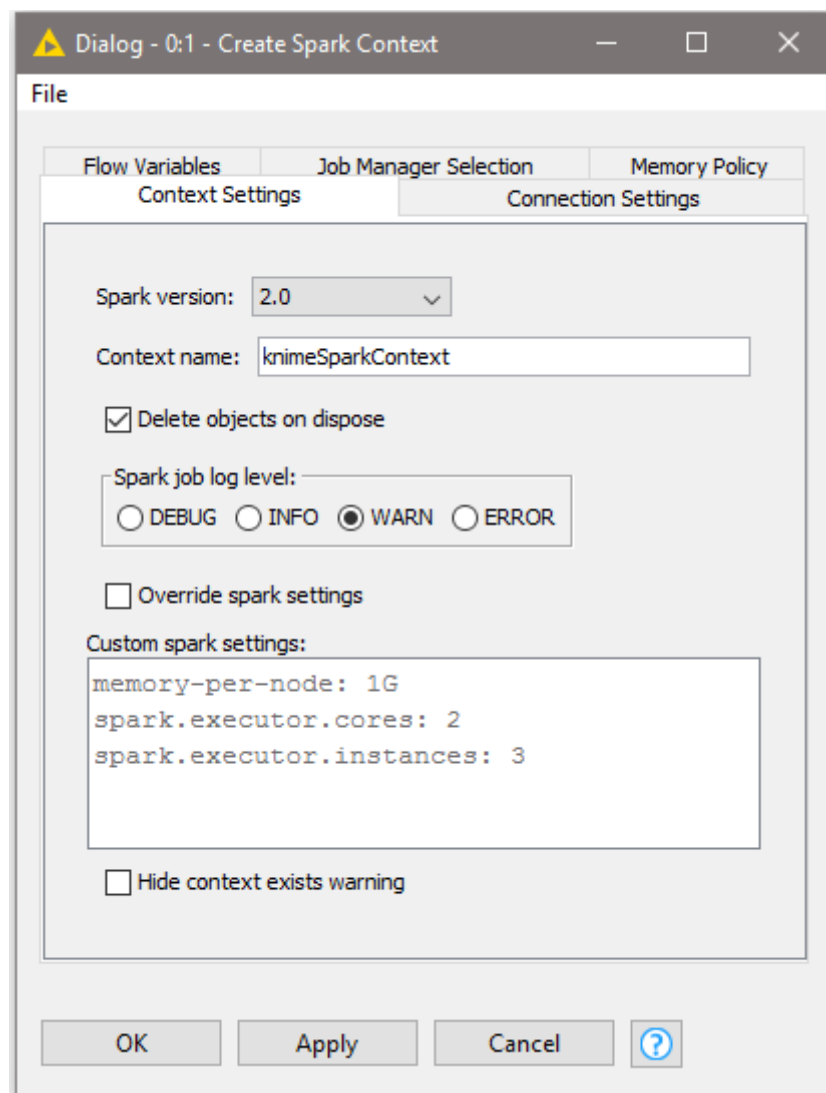 Dialog - 0:1 - Create Spark Context
File
Flow Variables Job Manager Selection Memory Policy
Context Settings Connection Settings
Spark version: 2.0
Context name: knimeSparkContext
Delete objects on dispose
Spark job log level:
DEBUG INFO WARN ERROR
Override spark settings
Custom spark settings:
memory-per-node: 1G
spark.executor.cores: 2
spark.executor.instances: 3
Hide context exists warning
OK Apply Cancel ?